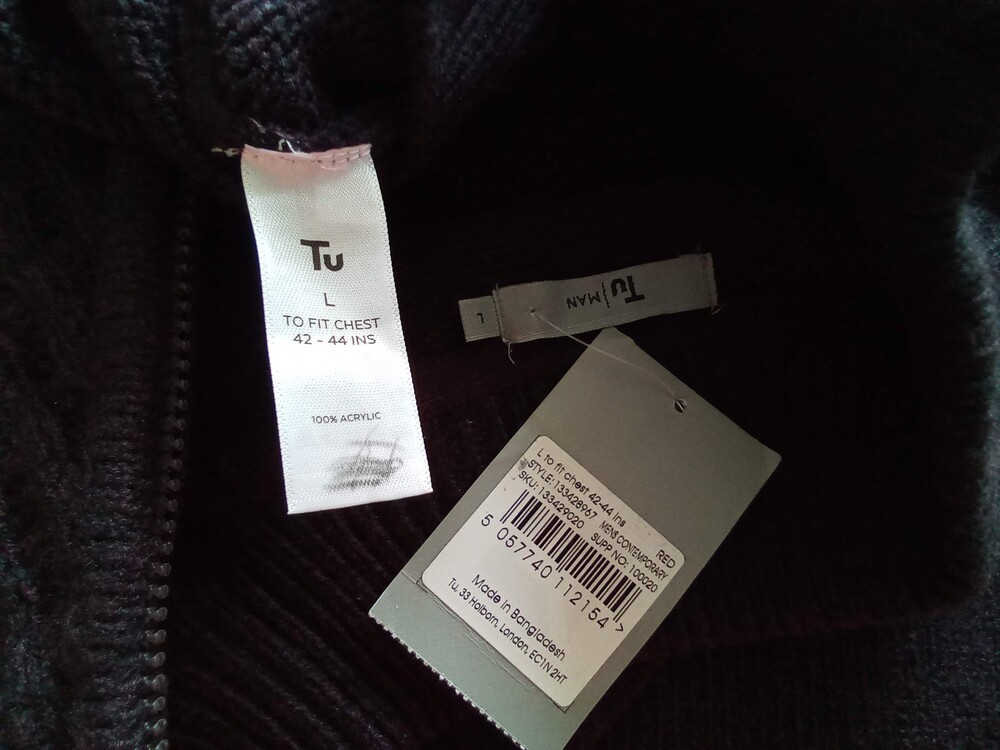 Tu
L
TO FIT CHEST
42 - 44 INS
100% ACRYLIC
Tu | MAN
L
L to fit chest 42-44 ins
RED
STYLE: 133428967 MENS CONTEMPORARY
SKU: 133429020 SUPP NO: 100020
5 057740 112154 >
Made in Bangladesh
Tu, 33 Holborn, London, EC1N 2HT